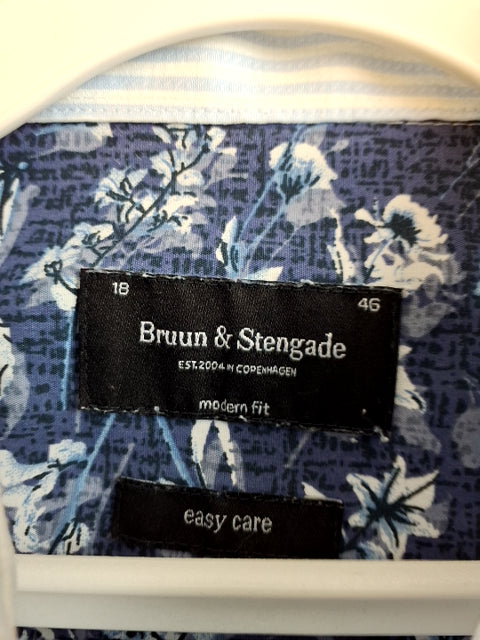 18 46
Bruun & Stengade
EST. 2004 IN COPENHAGEN
modern fit
easy care